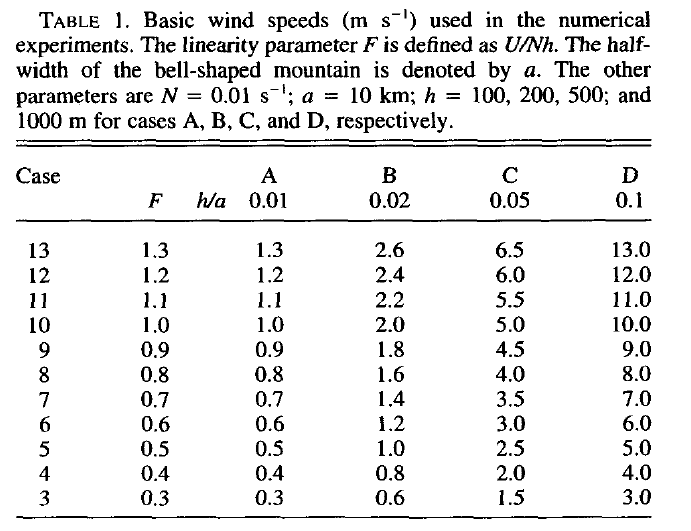 TABLE 1. Basic wind speeds (m s⁻¹) used in the numerical
experiments. The linearity parameter F is defined as U/Nh. The half-
width of the bell-shaped mountain is denoted by a. The other
parameters are N = 0.01 s⁻¹; a = 10 km; h = 100, 200, 500; and
1000 m for cases A, B, C, and D, respectively.
Case A B C D
F h/a 0.01 0.02 0.05 0.1
13 1.3 1.3 2.6 6.5 13.0
12 1.2 1.2 2.4 6.0 12.0
11 1.1 1.1 2.2 5.5 11.0
10 1.0 1.0 2.0 5.0 10.0
9 0.9 0.9 1.8 4.5 9.0
8 0.8 0.8 1.6 4.0 8.0
7 0.7 0.7 1.4 3.5 7.0
6 0.6 0.6 1.2 3.0 6.0
5 0.5 0.5 1.0 2.5 5.0
4 0.4 0.4 0.8 2.0 4.0
3 0.3 0.3 0.6 1.5 3.0